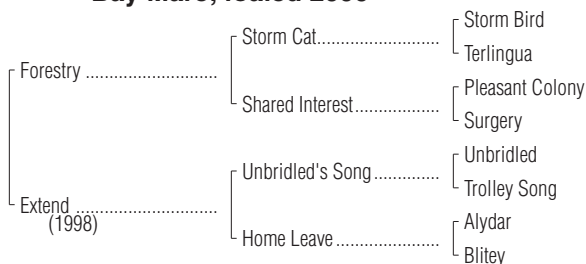 Bay Mare; foaled
Storm Bird
Storm Cat
Terlingua
Forestry
Pleasant Colony
Shared Interest
Surgery
Unbridled
Unbridled's Song
Trolley Song
Extend
(1998)
Alydar
Home Leave
Blitey